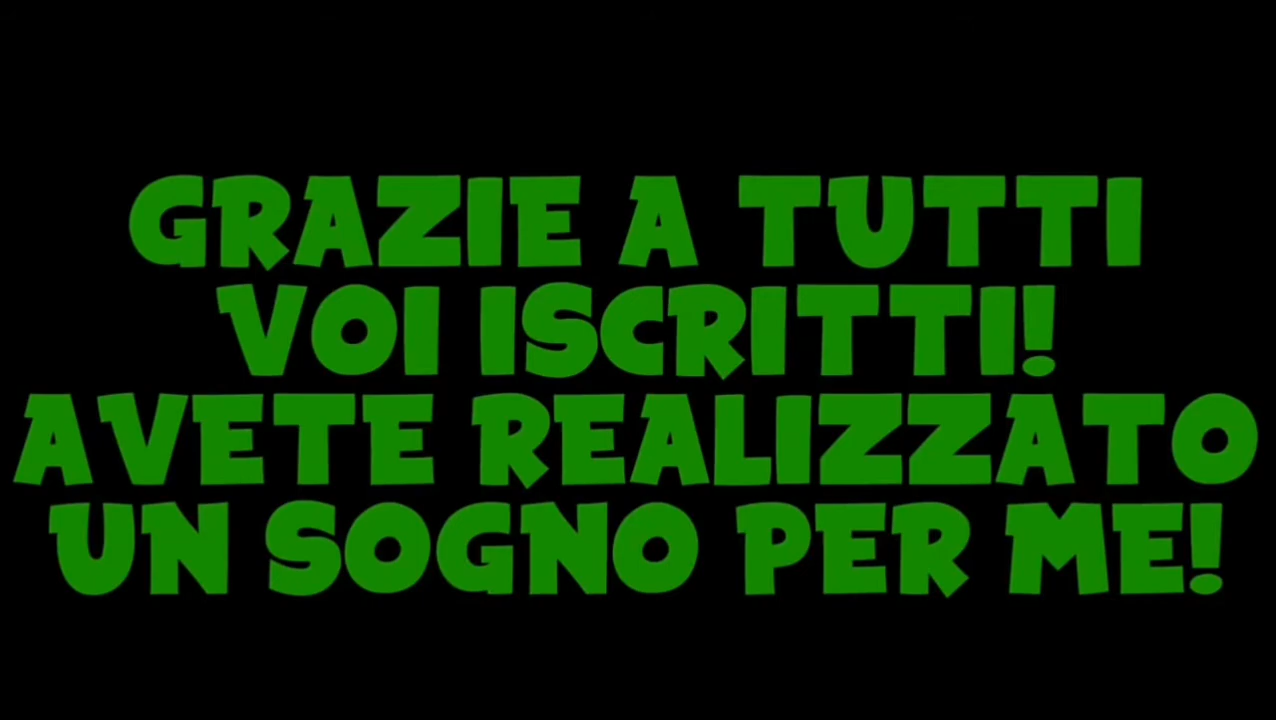 GRAZIE A TUTTI
VOI ISCRITTI!
AVETE REALIZZATO
UN SOGNO PER ME!